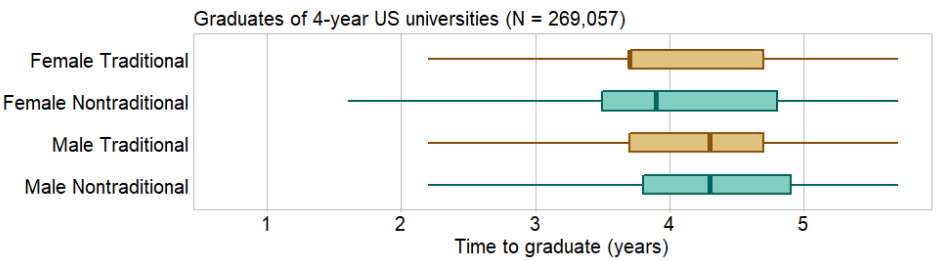 Graduates of 4-year US universities (N = 269,057)
Female Traditional
Female Nontraditional
Male Traditional
Male Nontraditional
1 2 3 4 5
Time to graduate (years)